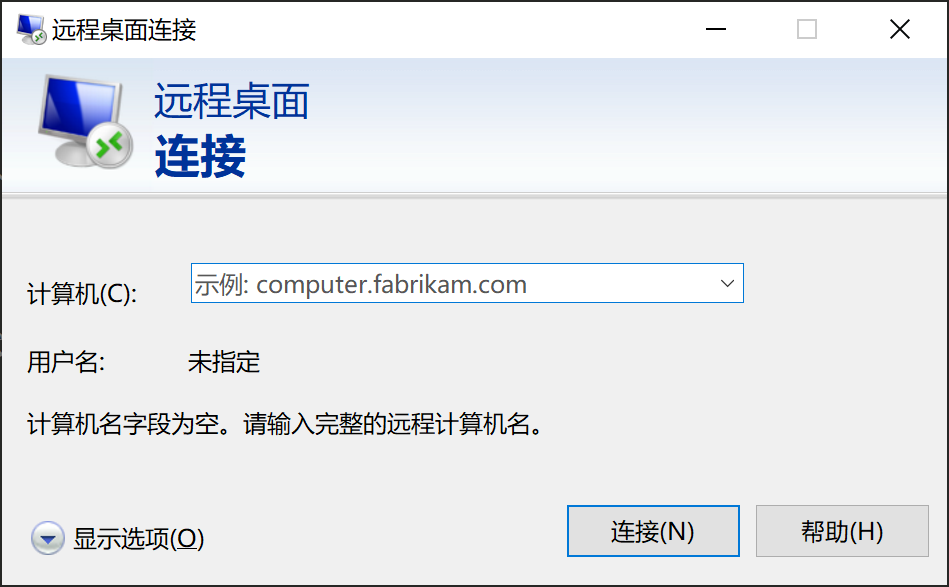 远程桌面连接
远程桌面
连接
计算机(C): 示例: computer.fabrikam.com
用户名: 未指定
计算机名字段为空。请输入完整的远程计算机名。
显示选项(O) 连接(N) 帮助(H)